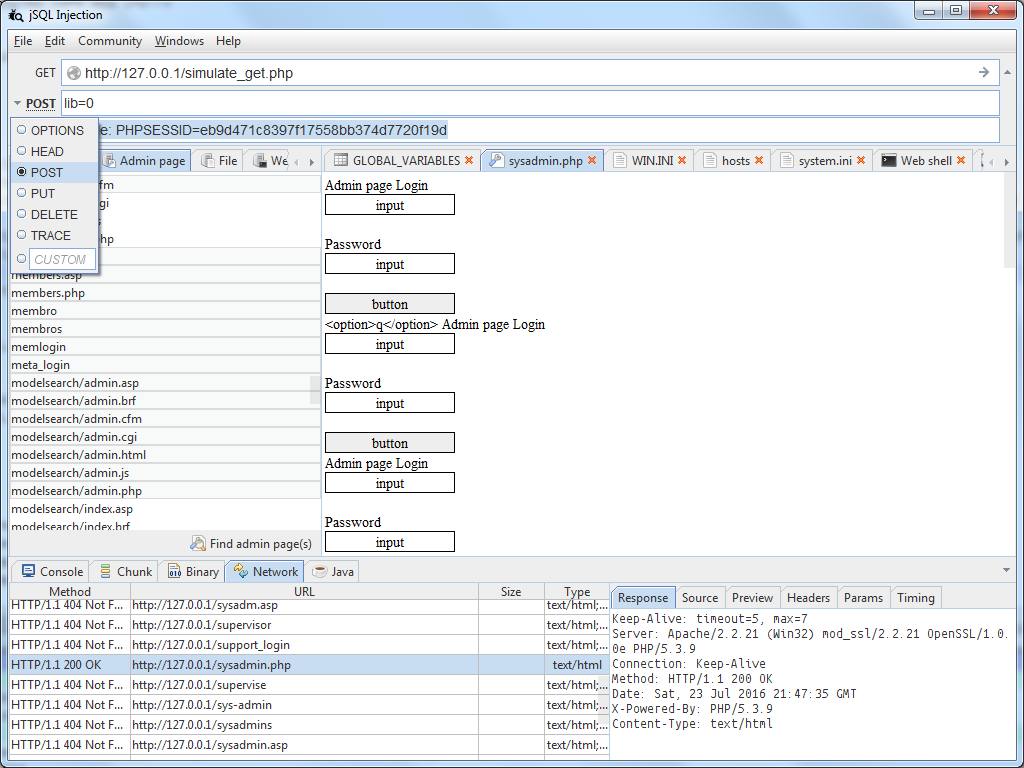 jSQL Injection
File Edit Community Windows Help
GET http://127.0.0.1/simulate_get.php
POST lib=0
e: PHPSESSID=eb9d471c8397f17558bb374d7720f19d
OPTIONS
HEAD
POST
PUT
DELETE
TRACE
CUSTOM
Admin page File We
GLOBAL_VARIABLES sysadmin.php WIN.INI hosts system.ini Web shell
fm
gi
s
hp
members.asp
members.php
membro
membros
memlogin
meta_login
modelsearch/admin.asp
modelsearch/admin.brf
modelsearch/admin.cfm
modelsearch/admin.cgi
modelsearch/admin.html
modelsearch/admin.js
modelsearch/admin.php
modelsearch/index.asp
modelsearch/index.brf
Find admin page(s)
Admin page Login
input
Password
input
button
<option>q</option> Admin page Login
input
Password
input
button
Admin page Login
input
Password
input
Console Chunk Binary Network Java
Method URL Size Type
HTTP/1.1 404 Not F... http://127.0.0.1/sysadm.asp text/html;...
HTTP/1.1 404 Not F... http://127.0.0.1/supervisor text/html;...
HTTP/1.1 404 Not F... http://127.0.0.1/support_login text/html;...
HTTP/1.1 200 OK http://127.0.0.1/sysadmin.php text/html
HTTP/1.1 404 Not F... http://127.0.0.1/supervise text/html;...
HTTP/1.1 404 Not F... http://127.0.0.1/sys-admin text/html;...
HTTP/1.1 404 Not F... http://127.0.0.1/sysadmins text/html;...
HTTP/1.1 404 Not F... http://127.0.0.1/sysadmin.asp text/html;...
Response Source Preview Headers Params Timing
Keep-Alive: timeout=5, max=7
Server: Apache/2.2.21 (Win32) mod_ssl/2.2.21 OpenSSL/1.0.
0e PHP/5.3.9
Connection: Keep-Alive
Method: HTTP/1.1 200 OK
Date: Sat, 23 Jul 2016 21:47:35 GMT
X-Powered-By: PHP/5.3.9
Content-Type: text/html